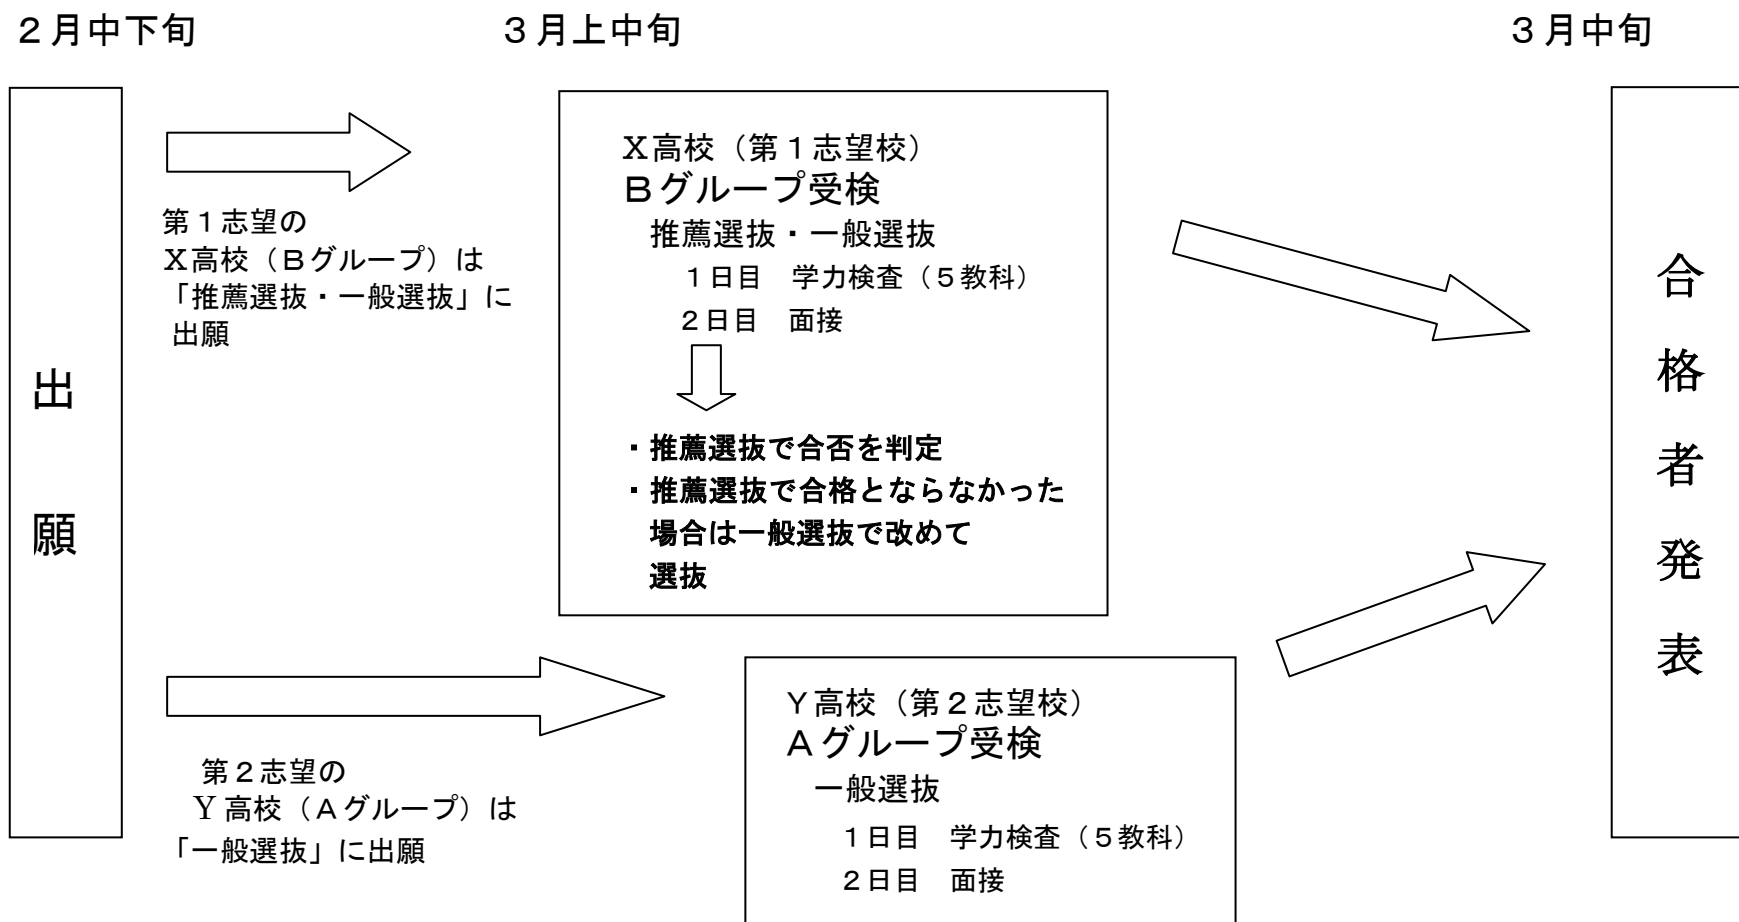 2月中下旬
3月上中旬
3月中旬
出願
第1志望の
X高校（Bグループ）は
「推薦選抜・一般選抜」に
出願
X高校（第1志望校）
Bグループ受検
推薦選抜・一般選抜
1日目　学力検査（5教科）
2日目　面接
・推薦選抜で合否を判定
・推薦選抜で合格とならなかった
場合は一般選抜で改めて
選抜
第2志望の
Y高校（Aグループ）は
「一般選抜」に出願
Y高校（第2志望校）
Aグループ受検
一般選抜
1日目　学力検査（5教科）
2日目　面接
合格者発表